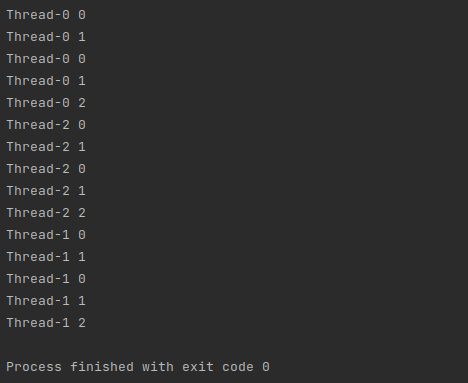 Thread-0 0
Thread-0 1
Thread-0 0
Thread-0 1
Thread-0 2
Thread-2 0
Thread-2 1
Thread-2 0
Thread-2 1
Thread-2 2
Thread-1 0
Thread-1 1
Thread-1 0
Thread-1 1
Thread-1 2
Process finished with exit code 0